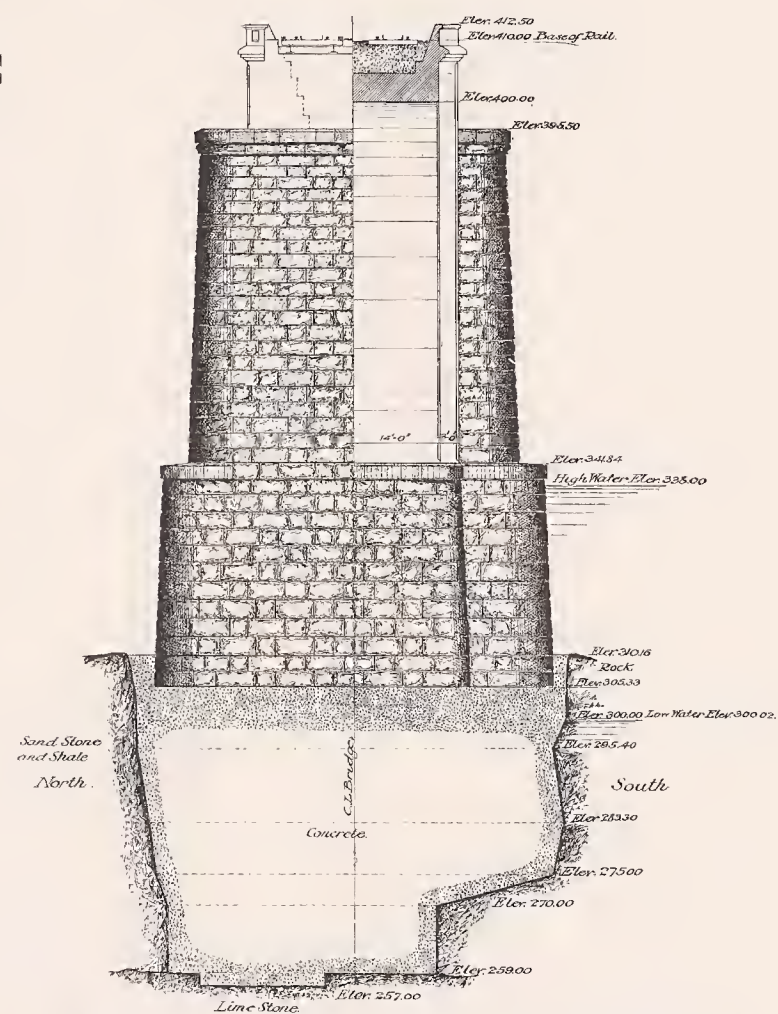 Elev. 412.50
Elev. 410.00 Base of Rail.
Elev. 400.00
Elev. 395.50
14'-0"
Elev. 341.84
High Water Elev. 338.00
Elev. 310.16
Rock.
Elev. 305.33
Elev. 300.00 Low Water Elev. 300.02.
Sand Stone
and Shale
Elev. 295.40
North.
C.L. Bridge
South
Concrete.
Elev. 275.00
Elev. 270.00
Elev. 259.00
Elev. 257.00
Lime Stone.